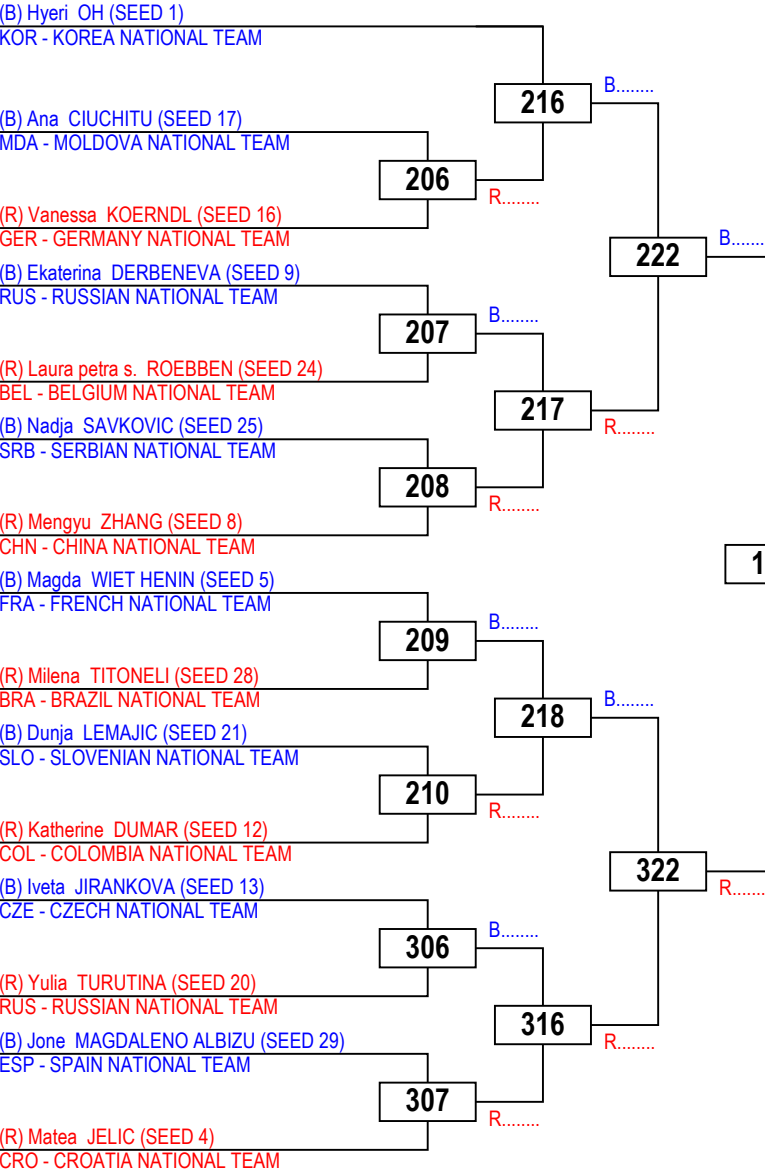 (B) Hyeri OH (SEED 1)
KOR - KOREA NATIONAL TEAM
B........
216
(B) Ana CIUCHITU (SEED 17)
MDA - MOLDOVA NATIONAL TEAM
206
R........
(R) Vanessa KOERNDL (SEED 16)
GER - GERMANY NATIONAL TEAM
B........
222
(B) Ekaterina DERBENEVA (SEED 9)
RUS - RUSSIAN NATIONAL TEAM
B........
207
(R) Laura petra s. ROEBBEN (SEED 24)
BEL - BELGIUM NATIONAL TEAM
217
R........
(B) Nadja SAVKOVIC (SEED 25)
SRB - SERBIAN NATIONAL TEAM
208
R........
(R) Mengyu ZHANG (SEED 8)
CHN - CHINA NATIONAL TEAM
1
(B) Magda WIET HENIN (SEED 5)
FRA - FRENCH NATIONAL TEAM
B........
209
(R) Milena TITONELI (SEED 28)
BRA - BRAZIL NATIONAL TEAM
B........
218
(B) Dunja LEMAJIC (SEED 21)
SLO - SLOVENIAN NATIONAL TEAM
210
R........
(R) Katherine DUMAR (SEED 12)
COL - COLOMBIA NATIONAL TEAM
322
R........
(B) Iveta JIRANKOVA (SEED 13)
CZE - CZECH NATIONAL TEAM
B........
306
(R) Yulia TURUTINA (SEED 20)
RUS - RUSSIAN NATIONAL TEAM
316
R........
(B) Jone MAGDALENO ALBIZU (SEED 29)
ESP - SPAIN NATIONAL TEAM
307
R........
(R) Matea JELIC (SEED 4)
CRO - CROATIA NATIONAL TEAM